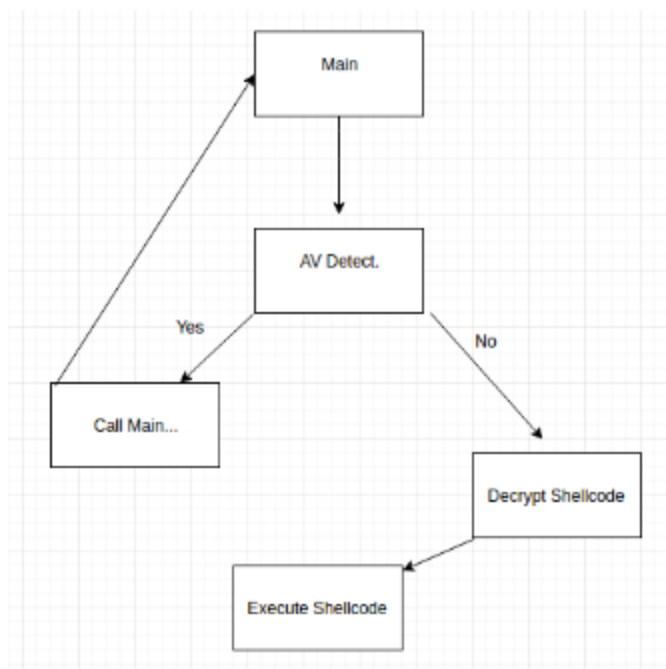 Main
AV Detect.
Yes
No
Call Main...
Decrypt Shellcode
Execute Shellcode